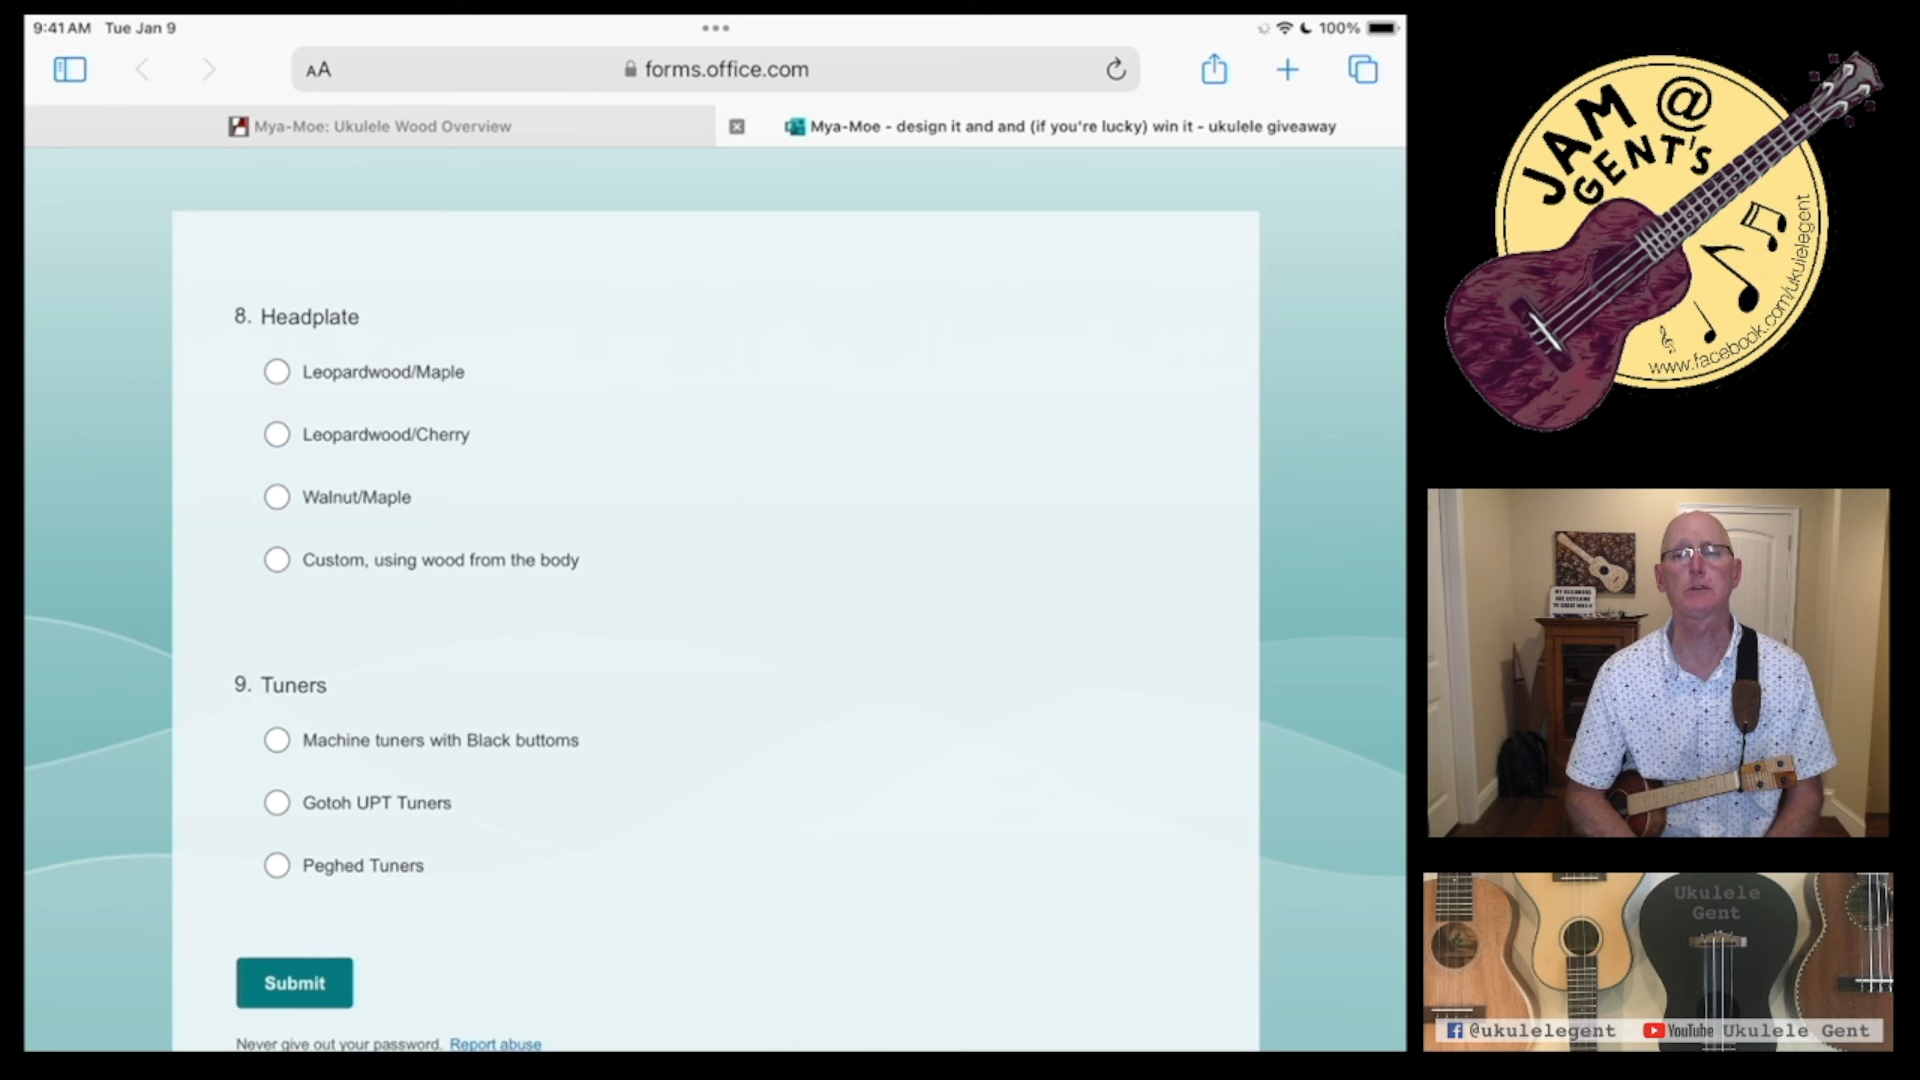 9:41 AM Tue Jan 9
100%
AA
forms.office.com
Mya-Moe: Ukulele Wood Overview
Mya-Moe - design it and and (if you're lucky) win it - ukulele giveaway
8. Headplate
Leopardwood/Maple
Leopardwood/Cherry
Walnut/Maple
Custom, using wood from the body
9. Tuners
Machine tuners with Black buttoms
Gotoh UPT Tuners
Peghed Tuners
Submit
Never give out your password. Report abuse
JAM @
GENT'S
www.facebook.com/ukulelegent
Ukulele
Gent
@ukulelegent YouTube Ukulele Gent